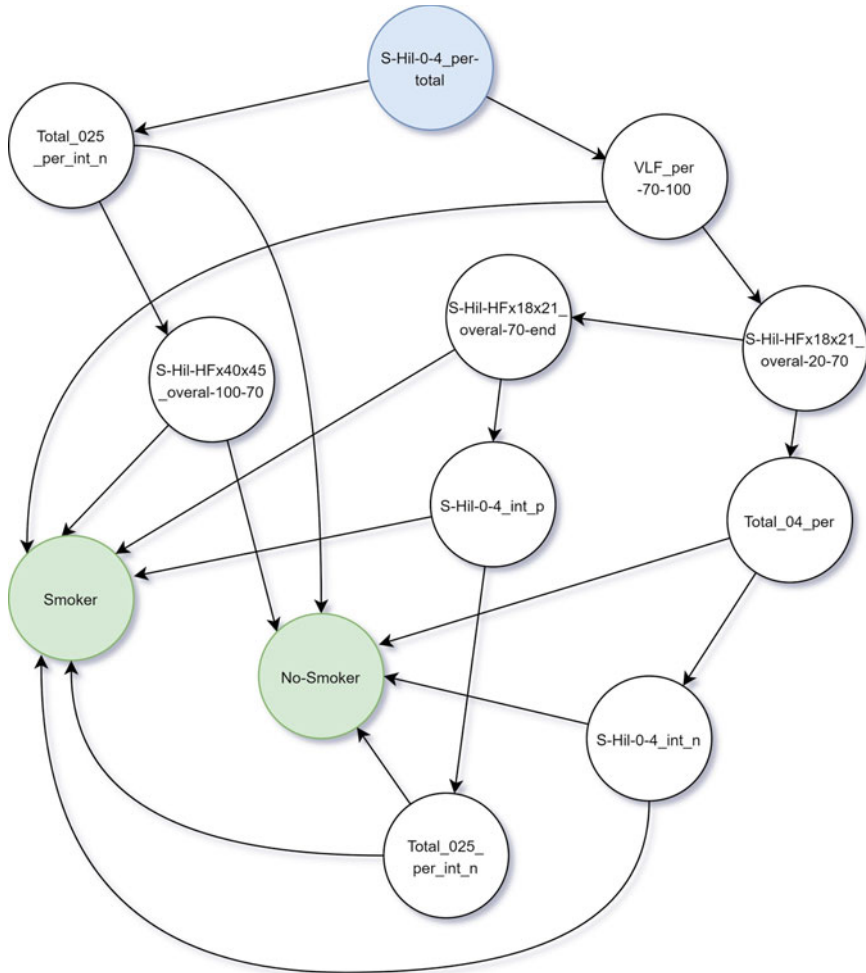 S-Hil-0-4_per-
total
Total_025
_per_int_n
VLF_per
-70-100
S-Hil-HFx18x21_
overal-70-end
S-Hil-HFx18x21_
overal-20-70
S-Hil-HFx40x45
_overal-100-70
S-Hil-0-4_int_p
Total_04_per
Smoker
No-Smoker
S-Hil-0-4_int_n
Total_025_
per_int_n